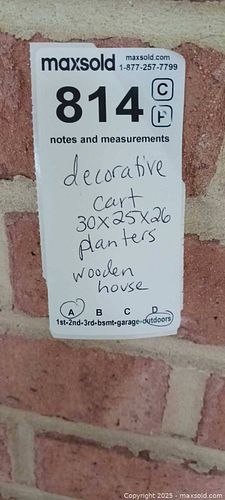 maxsold maxsold.com
1-877-257-7799
814 C
notes and measurements
decorative
cart
30x25x26
planters
wooden
house
A B C D
1st-2nd-3rd-bsmt-garage-outdoors
Copyright 2025 - maxsold.com